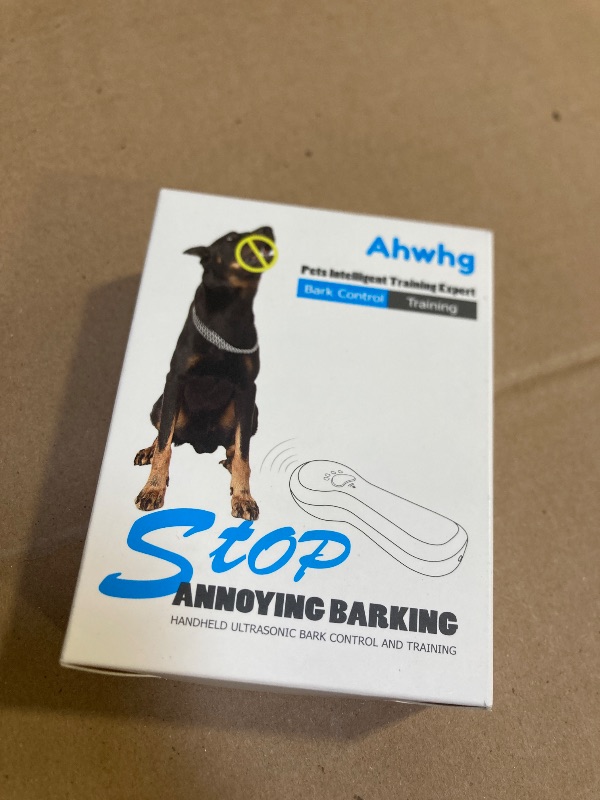 Ahwhg
Pets Intelligent Training Expert
Bark Control Training
Stop
ANNOYING BARKING
HANDHELD ULTRASONIC BARK CONTROL AND TRAINING